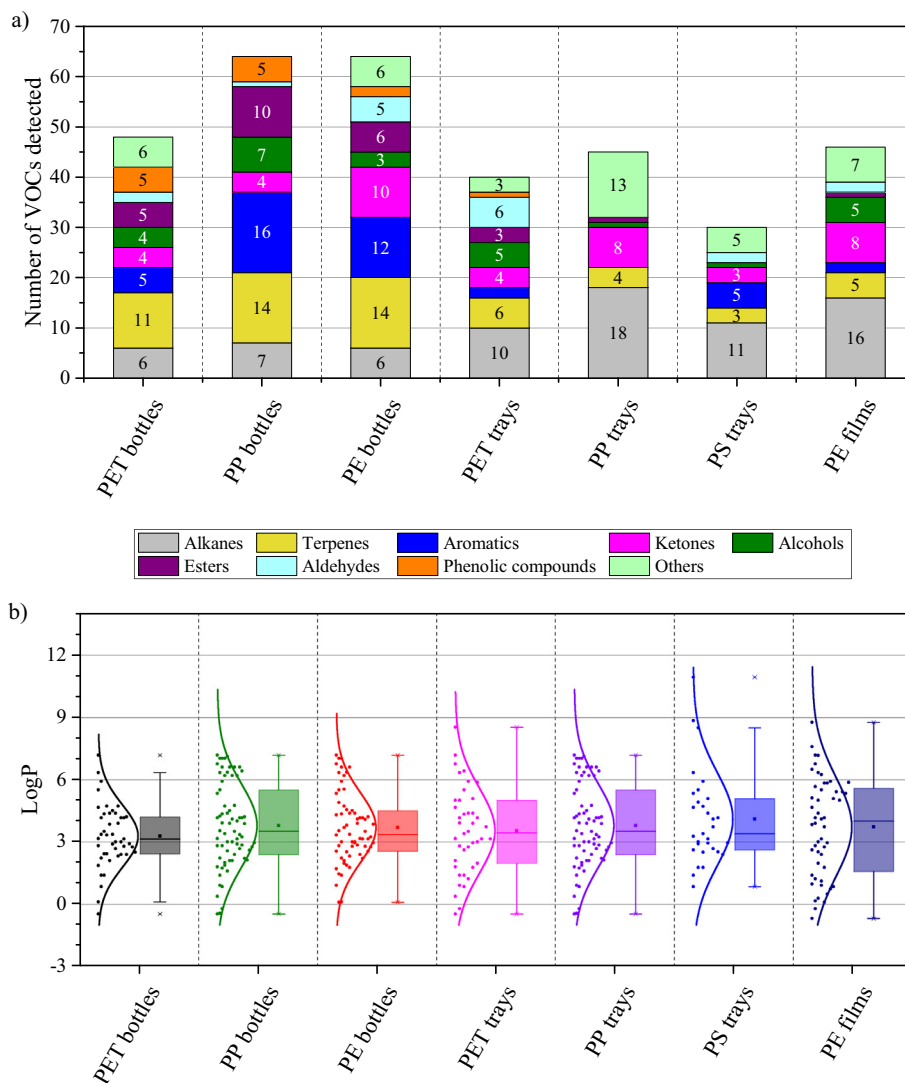 a)
70
60
50
40
30
20
10
0
Number of VOCs detected
6
5
5
4
4
5
11
6
5
10
7
4
16
14
7
6
5
6
3
10
12
14
6
3
6
3
5
4
6
10
13
8
4
18
5
3
5
3
11
7
5
8
5
16
PET bottles
PP bottles
PE bottles
PET trays
PP trays
PS trays
PE films
Alkanes Terpenes Aromatics Ketones Alcohols
Esters Aldehydes Phenolic compounds Others
b)
12
9
6
3
0
-3
LogP
PET bottles
PP bottles
PE bottles
PET trays
PP trays
PS trays
PE films